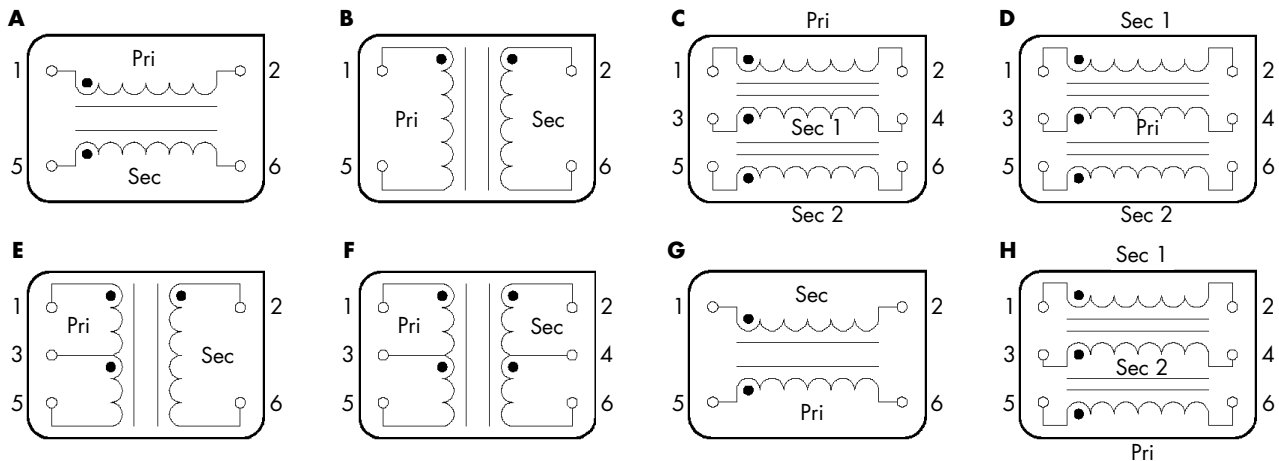 A B C Pri D Sec 1
1 Pri 2 1 2 1 2 1 2
Pri Sec 3 Sec 1 4 3 Pri 4
5 Sec 6 5 6 5 6 5 6
Sec 2 Sec 2
E F G H Sec 1
1 2 1 2 1 Sec 2 1 2
Pri Pri Sec
3 Sec 3 4 3 Sec 2 4
5 6 5 6 5 Pri 6 5 6
Pri